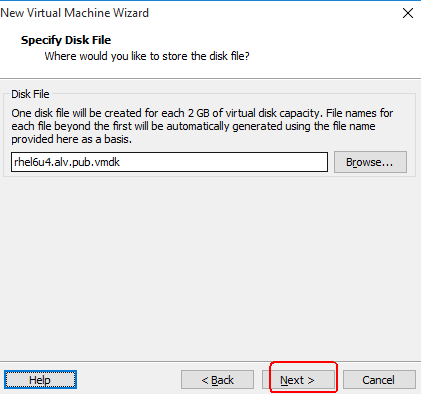 New Virtual Machine Wizard
Specify Disk File
Where would you like to store the disk file?
Disk File
One disk file will be created for each 2 GB of virtual disk capacity. File names for
each file beyond the first will be automatically generated using the file name
provided here as a basis.
rhel6u4.alv.pub.vmdk
Browse...
Help
< Back
Next >
Cancel